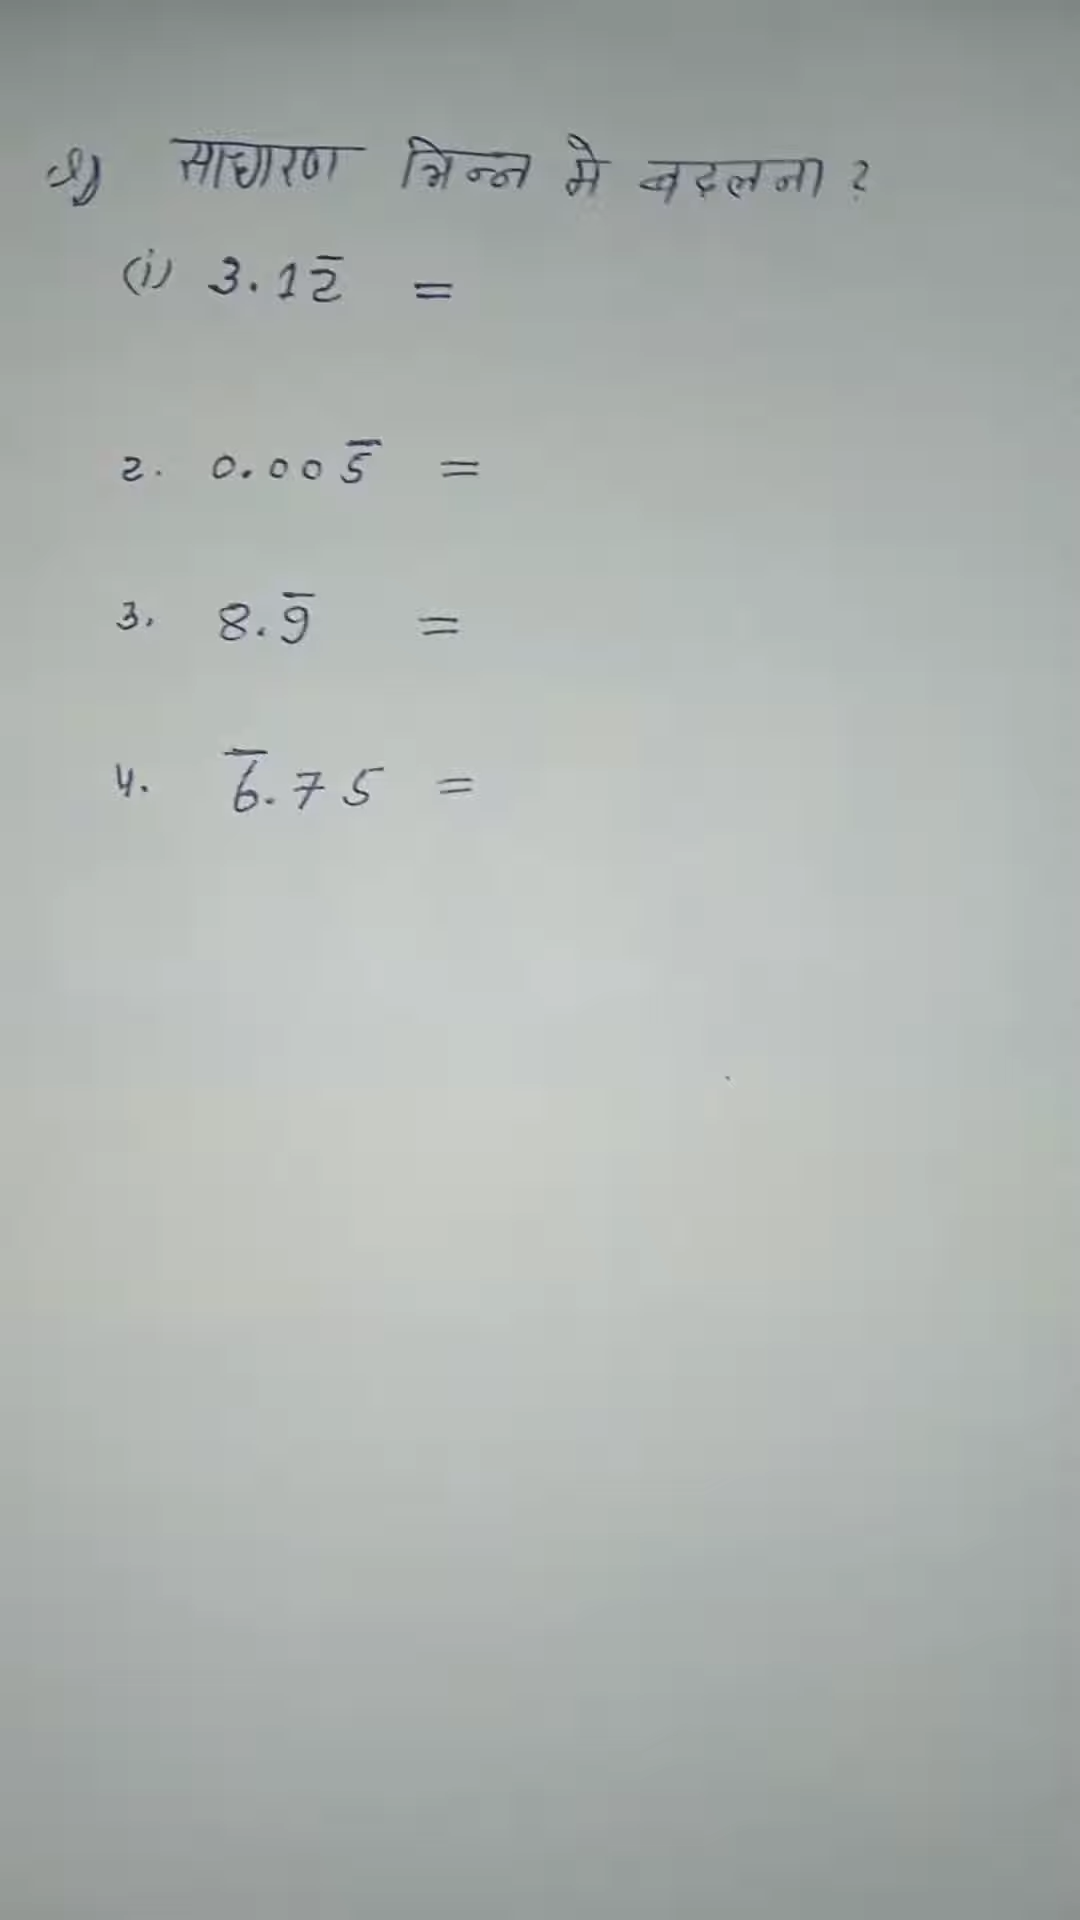 प्र) साधारण भिन्न मे बदलना ?
(i) 3.12̅ =
2. 0.005̅ =
3. 8.9̅ =
4. 6̅.75 =